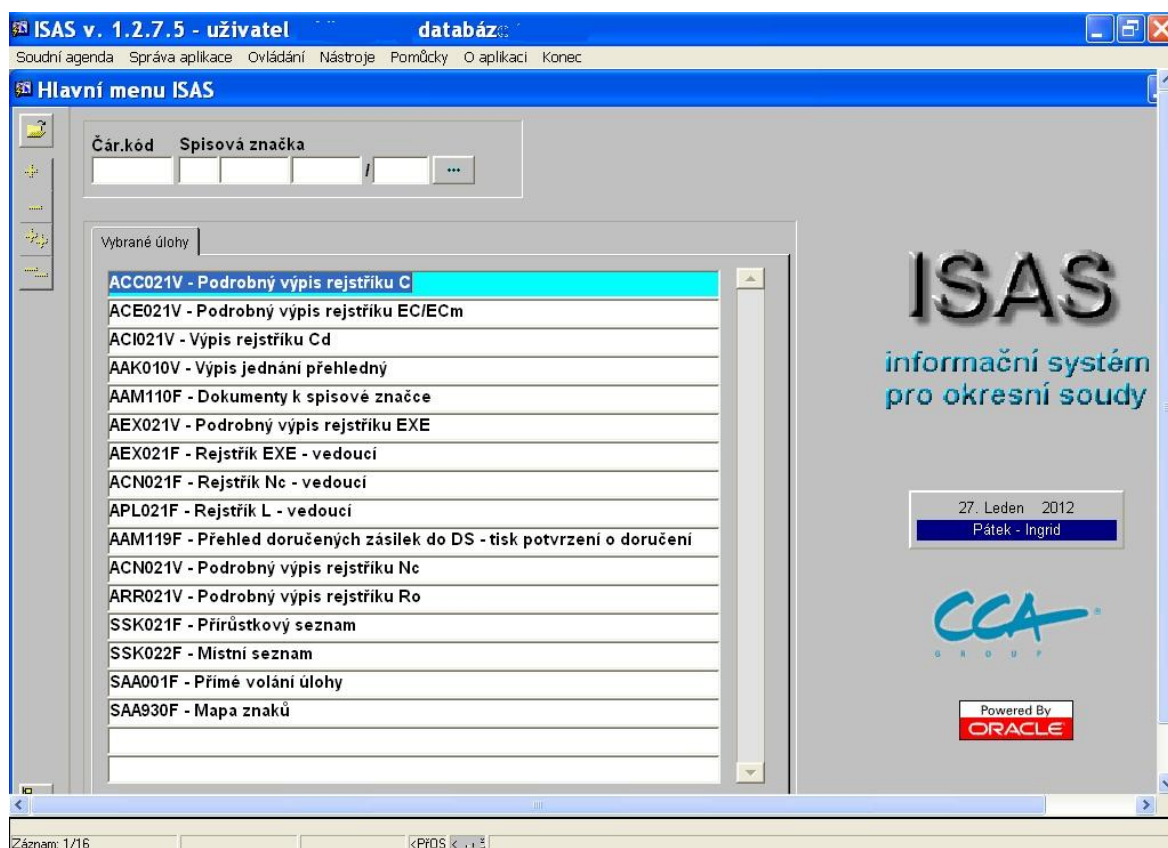 ISAS v. 1.2.7.5 - uživatel databáze:
Soudní agenda Správa aplikace Ovládání Nástroje Pomůcky O aplikaci Konec
Hlavní menu ISAS
Čár.kód Spisová značka
/ ...
Vybrané úlohy
ACC021V - Podrobný výpis rejstříku C
ACE021V - Podrobný výpis rejstříku EC/ECm
ACI021V - Výpis rejstříku Cd
AAK010V - Výpis jednání přehledný
AAM110F - Dokumenty k spisové značce
AEX021V - Podrobný výpis rejstříku EXE
AEX021F - Rejstřík EXE - vedoucí
ACN021F - Rejstřík Nc - vedoucí
APL021F - Rejstřík L - vedoucí
AAM119F - Přehled doručených zásilek do DS - tisk potvrzení o doručení
ACN021V - Podrobný výpis rejstříku Nc
ARR021V - Podrobný výpis rejstříku Ro
SSK021F - Přírůstkový seznam
SSK022F - Místní seznam
SAA001F - Přímé volání úlohy
SAA930F - Mapa znaků
ISAS
informační systém
pro okresní soudy
27. Leden 2012
Pátek - Ingrid
CCA
GROUP
Powered By
ORACLE
Záznam: 1/16 <PřOS